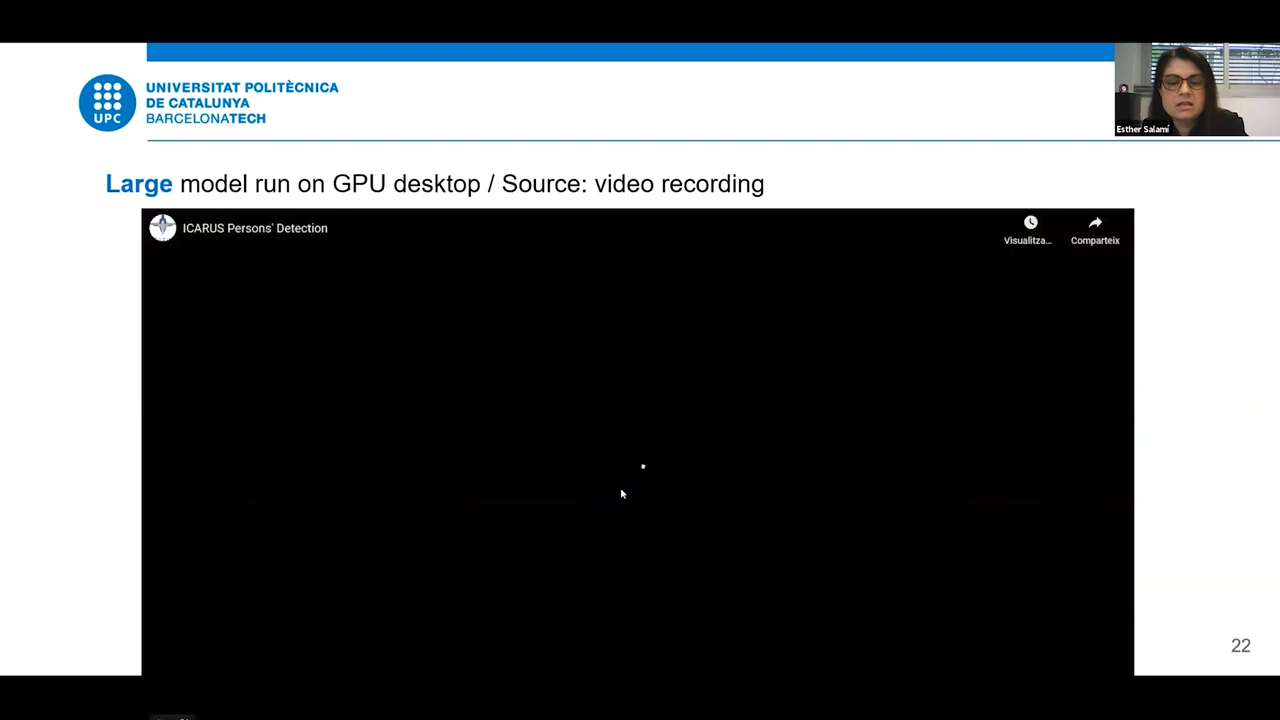 UNIVERSITAT POLITÈCNICA
DE CATALUNYA
BARCELONATECH
UPC
Esther Salamí
Large model run on GPU desktop / Source: video recording
ICARUS Persons' Detection
Visualitza...
Comparteix
22